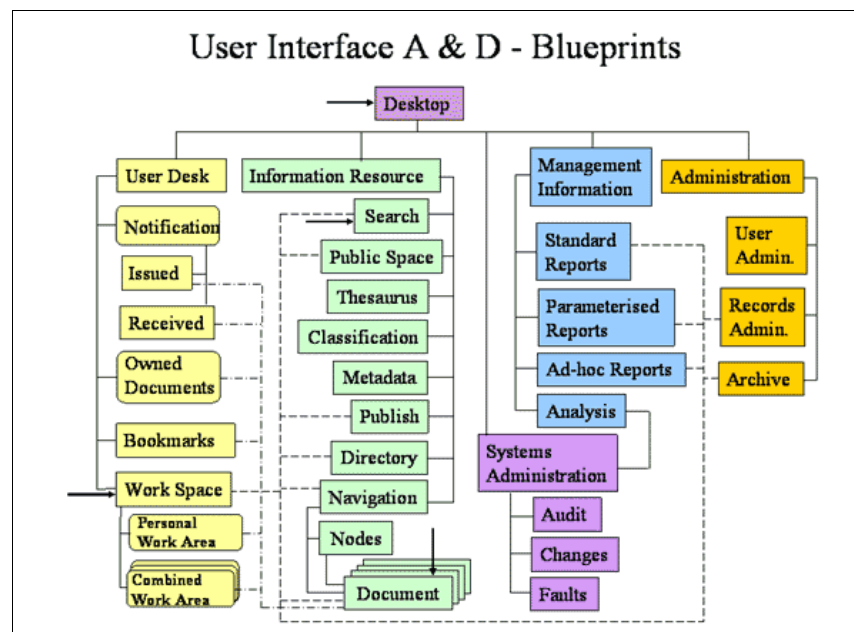 User Interface A & D - Blueprints
Desktop
User Desk
Notification
Issued
Received
Owned
Documents
Bookmarks
Work Space
Personal
Work Area
Combined
Work Area
Information Resource
Search
Public Space
Thesaurus
Classification
Metadata
Publish
Directory
Navigation
Nodes
Document
Management
Information
Standard
Reports
Parameterised
Reports
Ad-hoc Reports
Analysis
Systems
Administration
Audit
Changes
Faults
Administration
User
Admin.
Records
Admin.
Archive